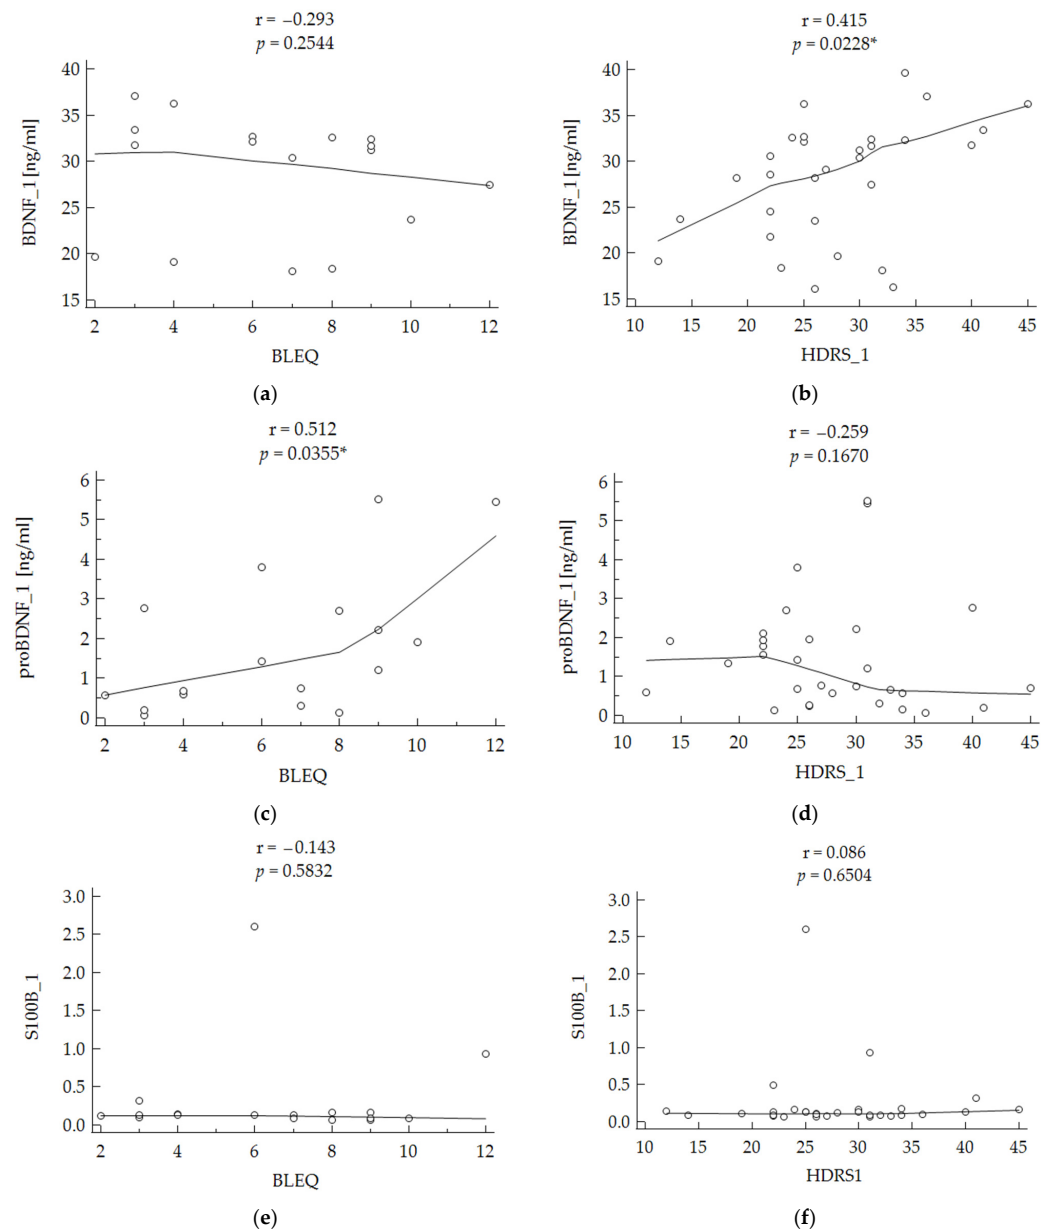 r = −0.293
p = 0.2544
BDNF_1 [ng/ml]
40
35
30
25
20
15
2 4 6 8 10 12
BLEQ
(a)
r = 0.415
p = 0.0228*
BDNF_1 [ng/ml]
40
35
30
25
20
15
10 15 20 25 30 35 40 45
HDRS_1
(b)
r = 0.512
p = 0.0355*
proBDNF_1 [ng/ml]
6
5
4
3
2
1
0
2 4 6 8 10 12
BLEQ
(c)
r = −0.259
p = 0.1670
proBDNF_1 [ng/ml]
6
5
4
3
2
1
0
10 15 20 25 30 35 40 45
HDRS_1
(d)
r = −0.143
p = 0.5832
S100B_1
3.0
2.5
2.0
1.5
1.0
0.5
0.0
2 4 6 8 10 12
BLEQ
(e)
r = 0.086
p = 0.6504
S100B_1
3.0
2.5
2.0
1.5
1.0
0.5
0.0
10 15 20 25 30 35 40 45
HDRS1
(f)